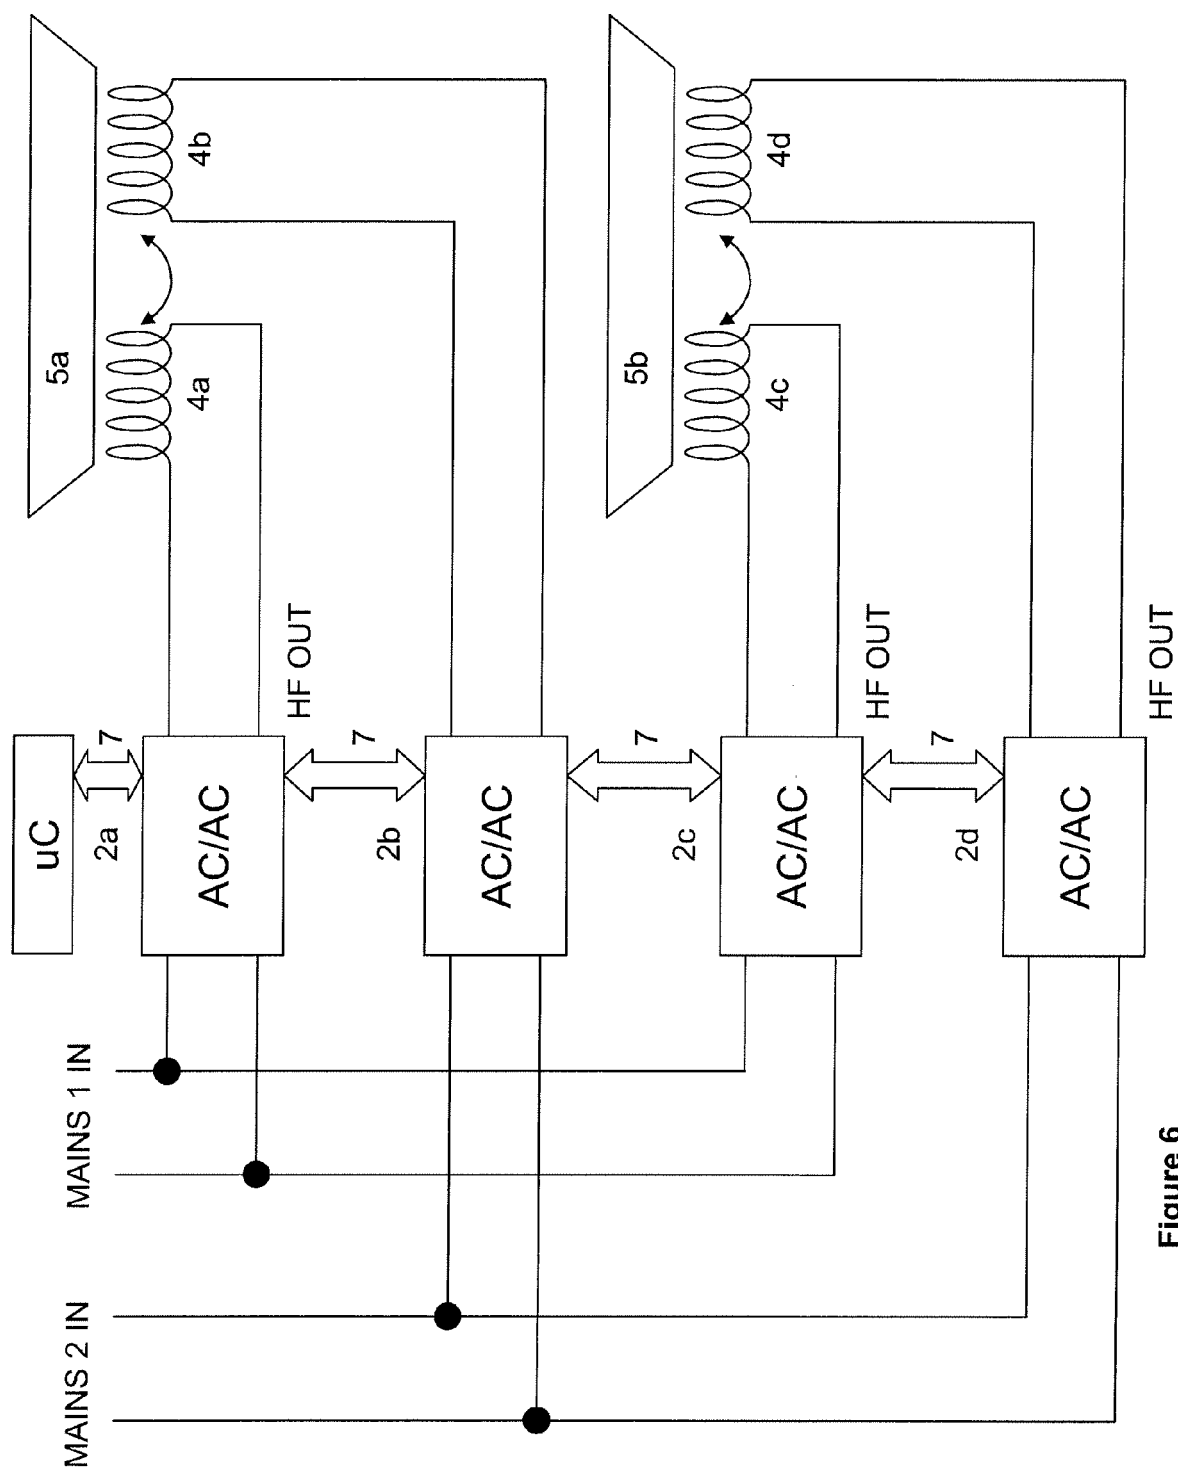 5a
4a
4b
5b
4c
4d
uC
7
2a
AC/AC
HF OUT
7
2b
AC/AC
7
2c
AC/AC
HF OUT
7
2d
AC/AC
HF OUT
MAINS 1 IN
MAINS 2 IN
Figure 6